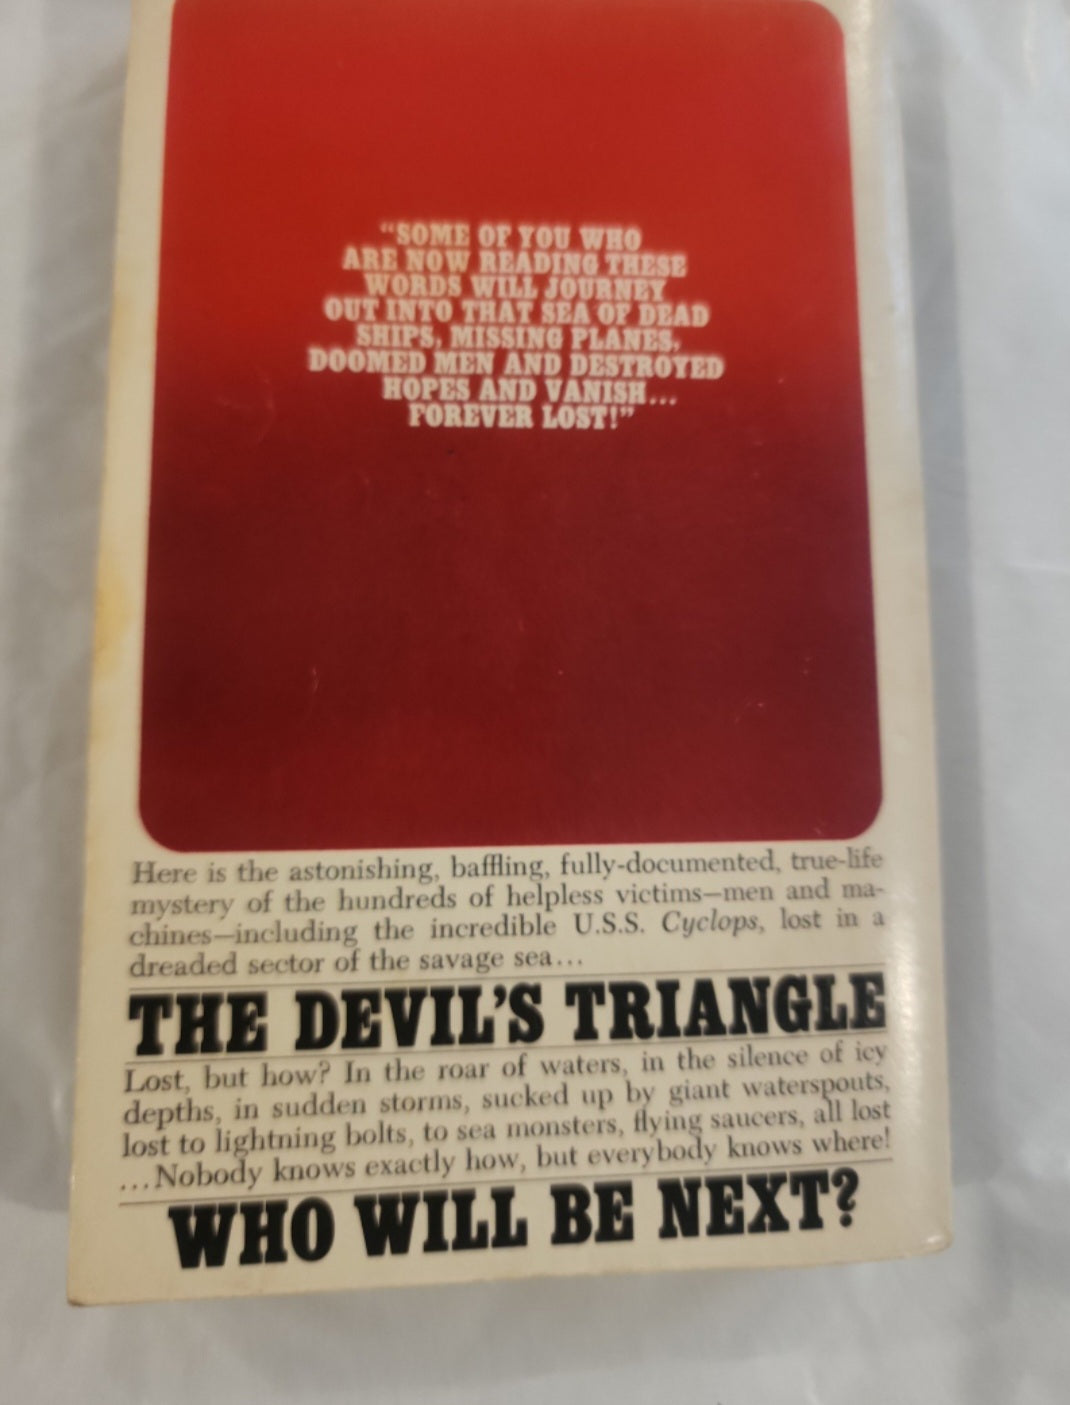 “SOME OF YOU WHO
ARE NOW READING THESE
WORDS WILL JOURNEY
OUT INTO THAT SEA OF DEAD
SHIPS, MISSING PLANES,
DOOMED MEN AND DESTROYED
HOPES AND VANISH...
FOREVER LOST!”
Here is the astonishing, baffling, fully-documented, true-life
mystery of the hundreds of helpless victims—men and ma-
chines—including the incredible U.S.S. Cyclops, lost in a
dreaded sector of the savage sea...
THE DEVIL’S TRIANGLE
Lost, but how? In the roar of waters, in the silence of icy
depths, in sudden storms, sucked up by giant waterspouts,
lost to lightning bolts, to sea monsters, flying saucers, all lost
...Nobody knows exactly how, but everybody knows where!
WHO WILL BE NEXT?